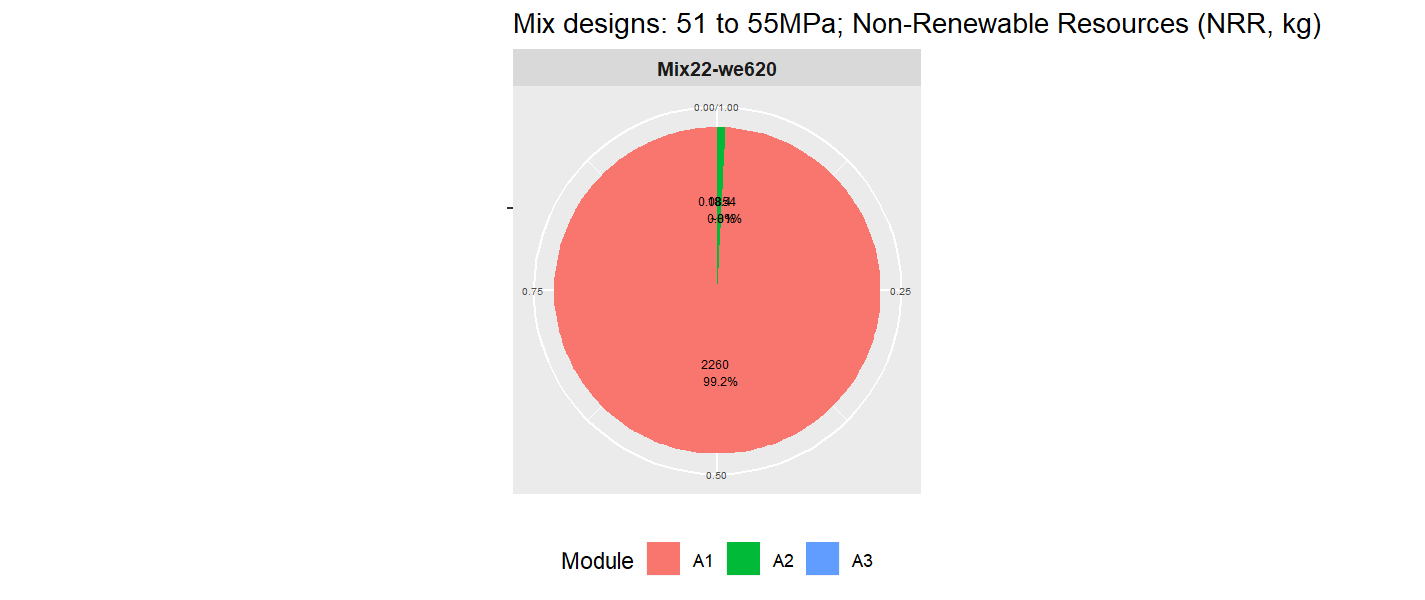 Mix designs: 51 to 55MPa; Non-Renewable Resources (NRR, kg)
Mix22-we620
0.00/1.00
0.75
0.25
2260
99.2%
0.50
Module A1 A2 A3